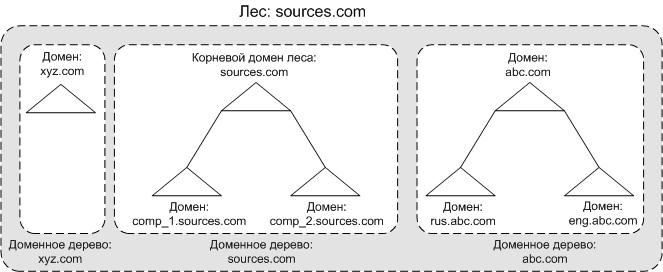 Лес: sources.com
Домен:
xyz.com
Корневой домен леса:
sources.com
Домен:
abc.com
Домен:
comp_1.sources.com
Домен:
comp_2.sources.com
Домен:
rus.abc.com
Домен:
eng.abc.com
Доменное дерево:
xyz.com
Доменное дерево:
sources.com
Доменное дерево:
abc.com